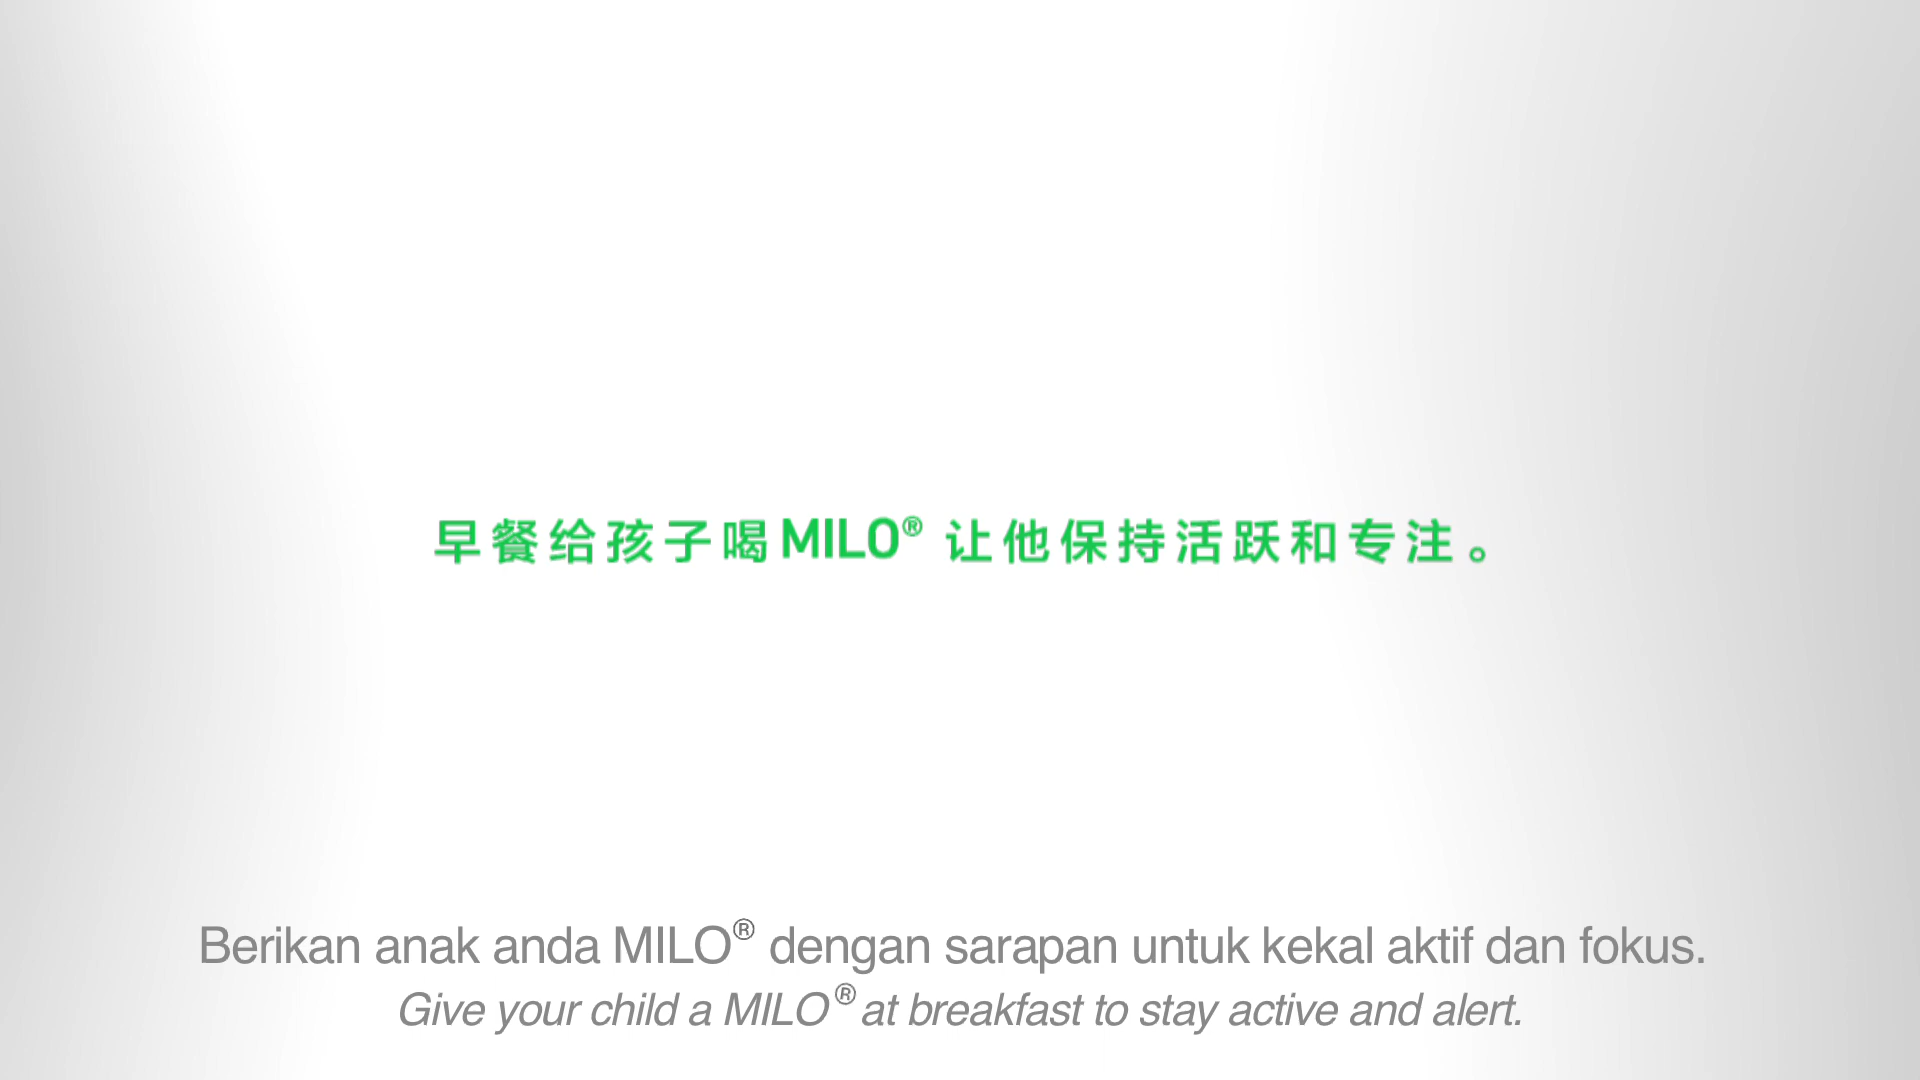 早餐给孩子喝MILO® 让他保持活跃和专注。
Berikan anak anda MILO® dengan sarapan untuk kekal aktif dan fokus.
Give your child a MILO® at breakfast to stay active and alert.